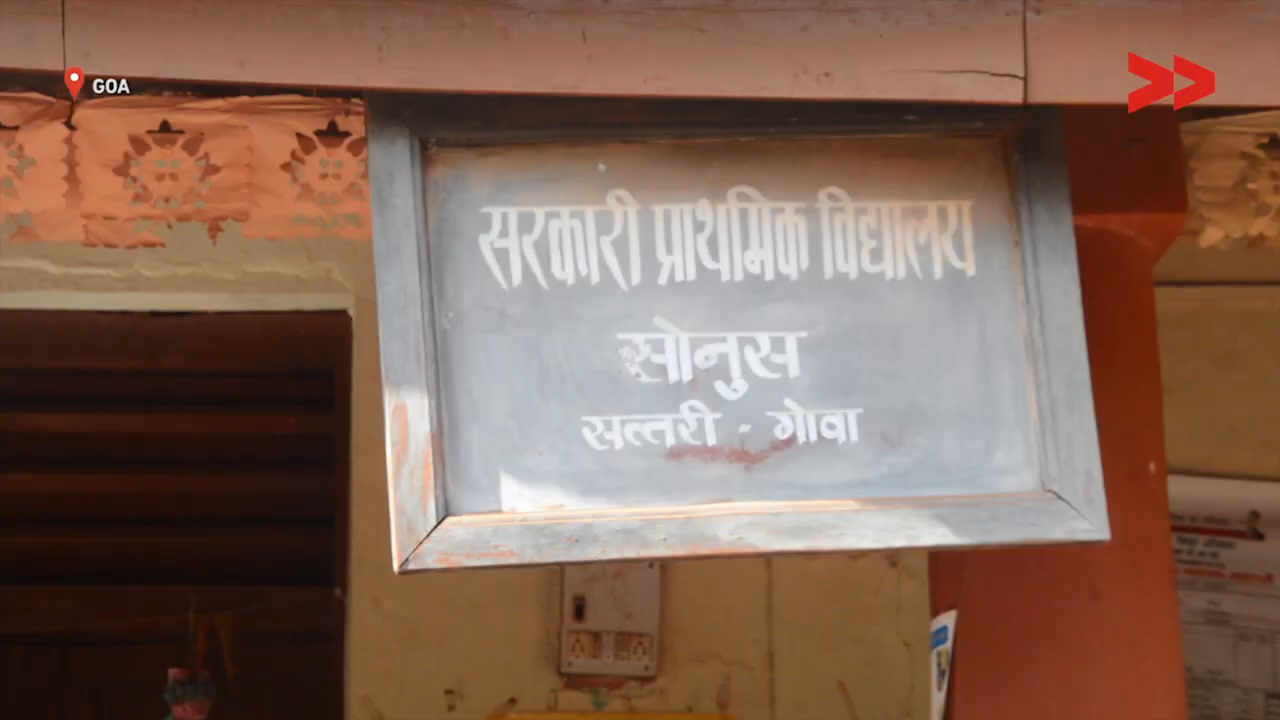 GOA
सरकारी प्राथमिक विद्यालय
सोनुस
सत्तरी - गोवा